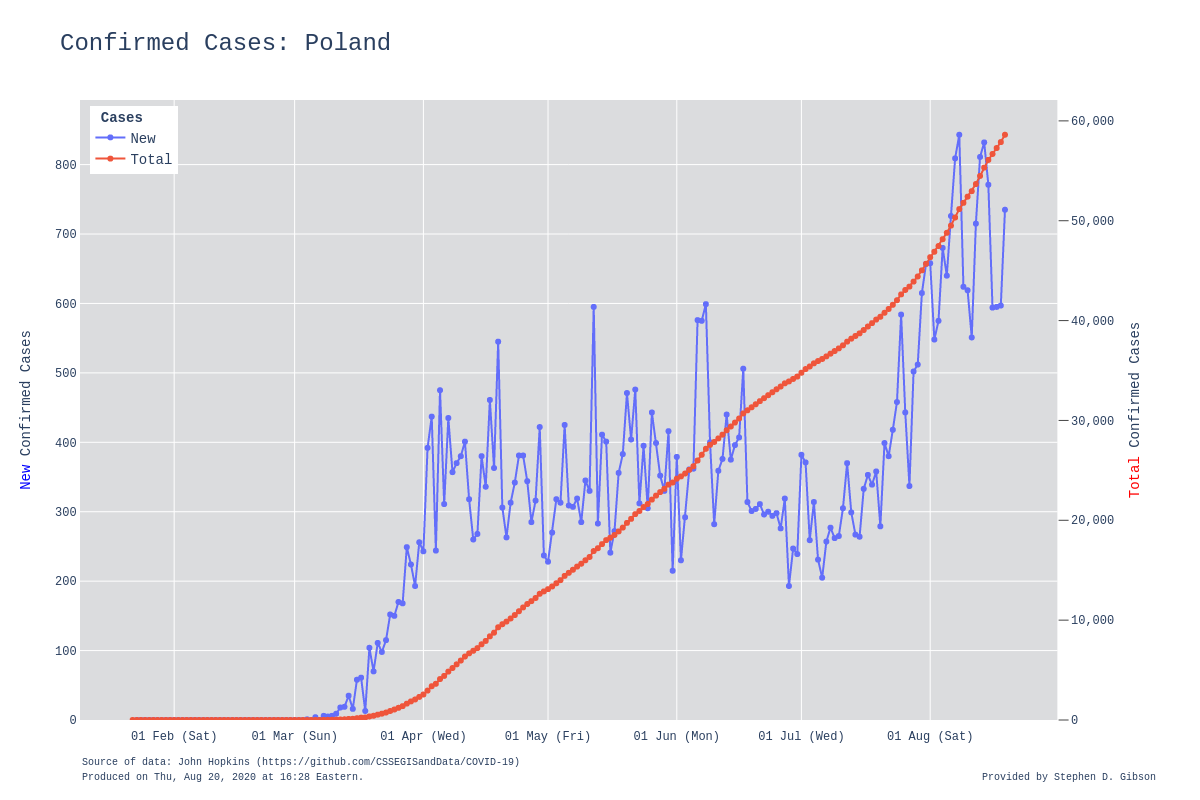 Confirmed Cases: Poland
Cases
New
Total
800
700
600
500
400
300
200
100
0
60,000
50,000
40,000
30,000
20,000
10,000
0
New Confirmed Cases
Total Confirmed Cases
01 Feb (Sat) 01 Mar (Sun) 01 Apr (Wed) 01 May (Fri) 01 Jun (Mon) 01 Jul (Wed) 01 Aug (Sat)
Source of data: John Hopkins (https://github.com/CSSEGISandData/COVID-19)
Produced on Thu, Aug 20, 2020 at 16:28 Eastern.
Provided by Stephen D. Gibson